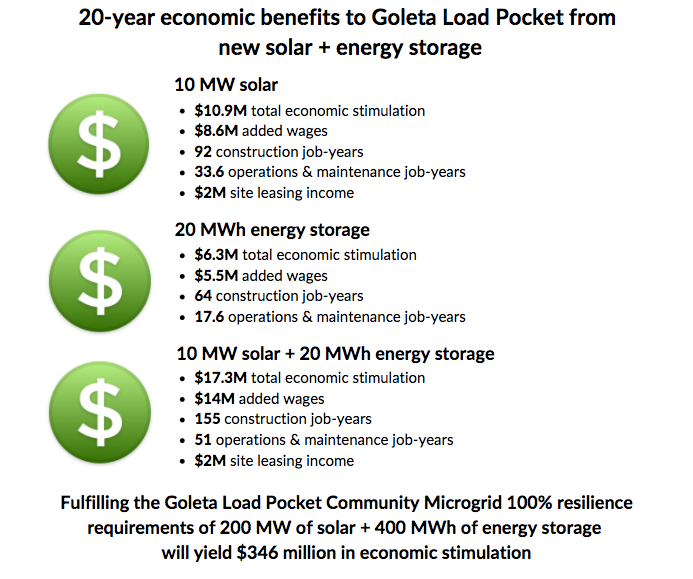 20-year economic benefits to Goleta Load Pocket from
new solar + energy storage
10 MW solar
• $10.9M total economic stimulation
• $8.6M added wages
• 92 construction job-years
• 33.6 operations & maintenance job-years
• $2M site leasing income
20 MWh energy storage
• $6.3M total economic stimulation
• $5.5M added wages
• 64 construction job-years
• 17.6 operations & maintenance job-years
10 MW solar + 20 MWh energy storage
• $17.3M total economic stimulation
• $14M added wages
• 155 construction job-years
• 51 operations & maintenance job-years
• $2M site leasing income
Fulfilling the Goleta Load Pocket Community Microgrid 100% resilience
requirements of 200 MW of solar + 400 MWh of energy storage
will yield $346 million in economic stimulation
$
$
$